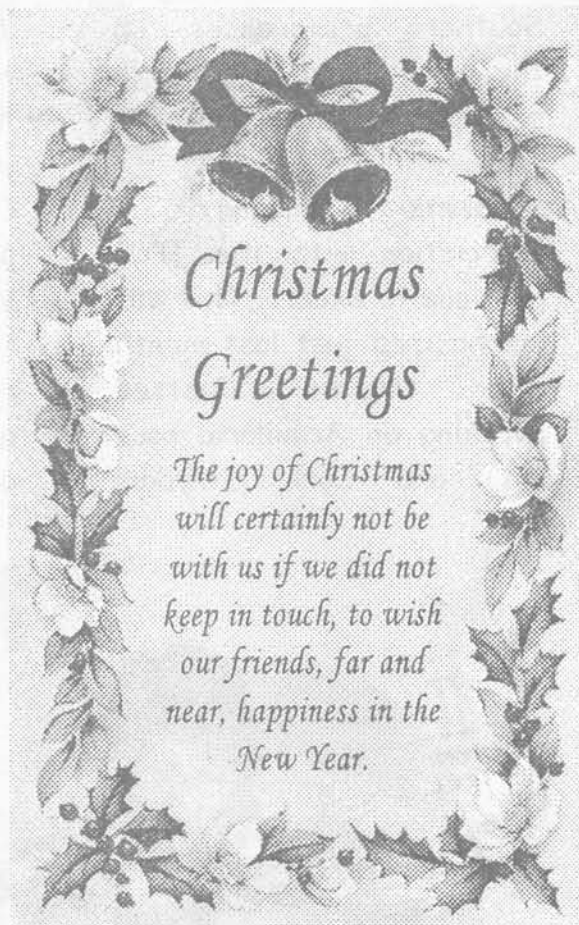 Christmas
Greetings
The joy of Christmas
will certainly not be
with us if we did not
keep in touch, to wish
our friends, far and
near, happiness in the
New Year.